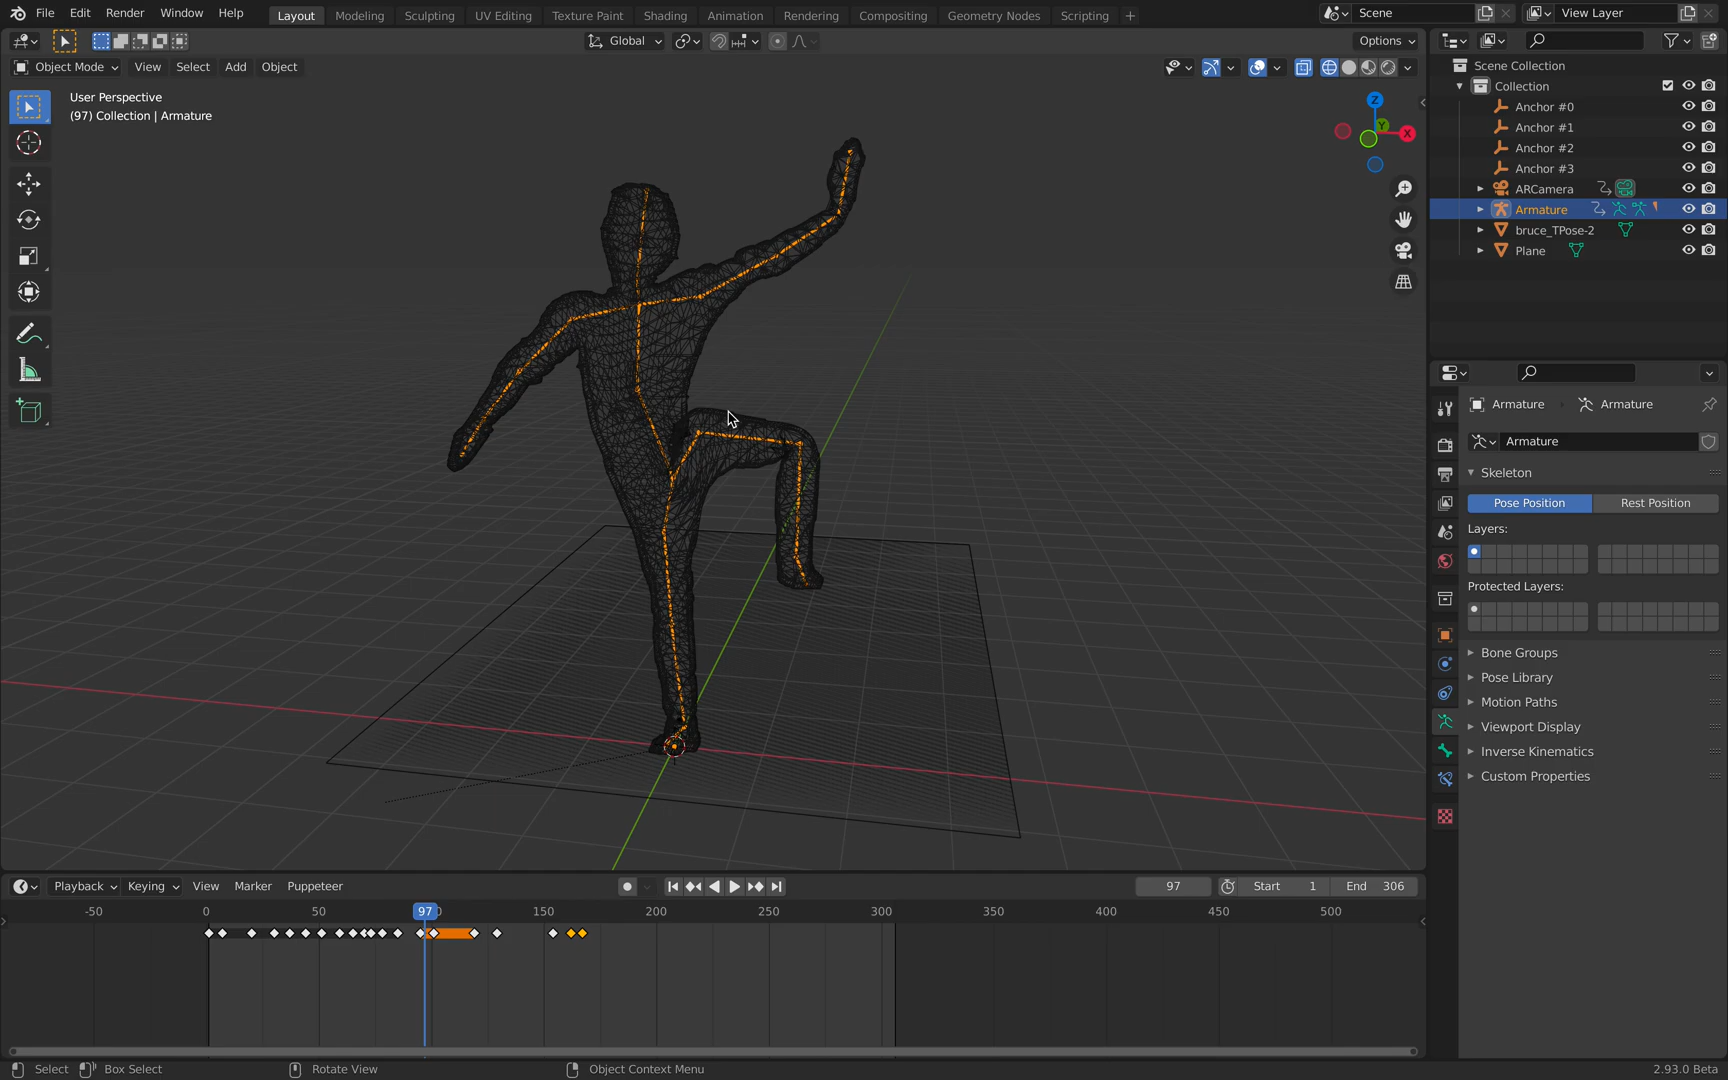 File Edit Render Window Help Layout Modeling Sculpting UV Editing Texture Paint Shading Animation Rendering Compositing Geometry Nodes Scripting + Scene View Layer
Global Options
Object Mode View Select Add Object
User Perspective
(97) Collection | Armature
Z
Y
X
Scene Collection
Collection
Anchor #0
Anchor #1
Anchor #2
Anchor #3
ARCamera
Armature
bruce_TPose-2
Plane
Armature Armature
Armature
Skeleton
Pose Position Rest Position
Layers:
Protected Layers:
Bone Groups
Pose Library
Motion Paths
Viewport Display
Inverse Kinematics
Custom Properties
Playback Keying View Marker Puppeteer 97 Start 1 End 306
-50 0 50 97 150 200 250 300 350 400 450 500
Select Box Select Rotate View Object Context Menu 2.93.0 Beta